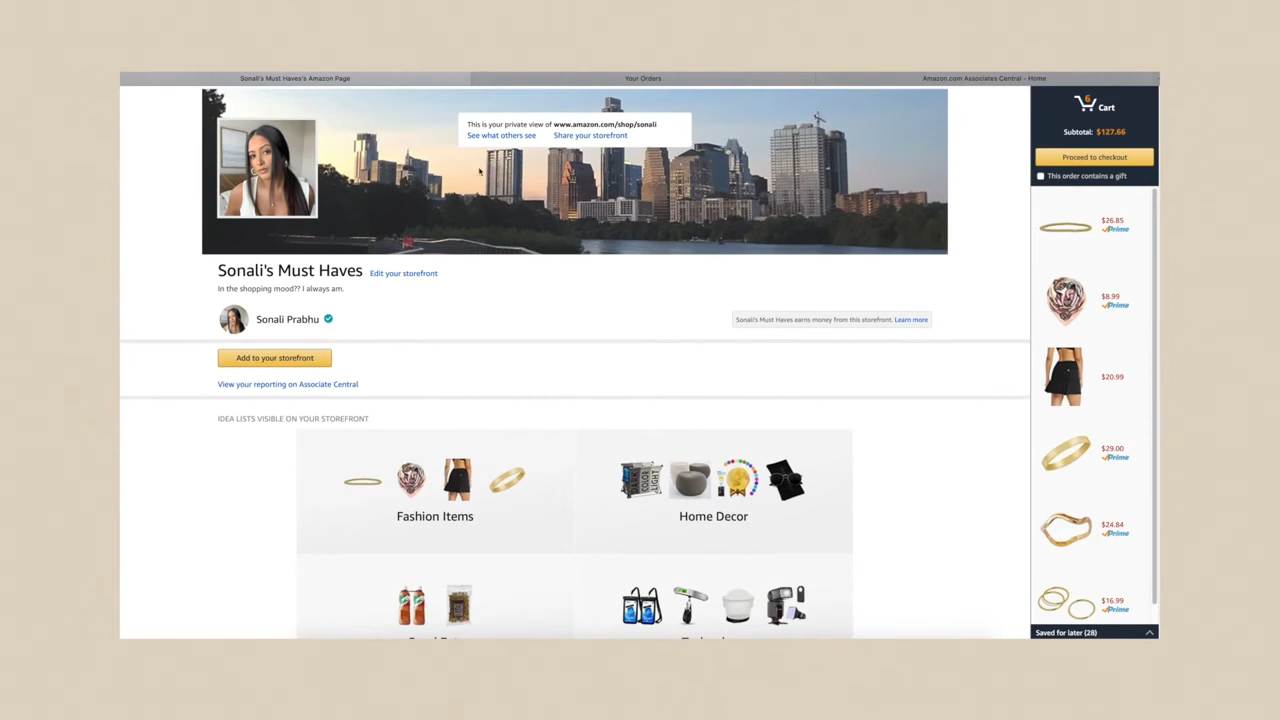 Sonali's Must Haves's Amazon Page
Your Orders
Amazon.com Associates Central - Home
This is your private view of www.amazon.com/shop/sonali
See what others see Share your storefront
6
Cart
Subtotal: $127.66
Proceed to checkout
This order contains a gift
Sonali's Must Haves Edit your storefront
In the shopping mood?? I always am.
Sonali Prabhu
Sonali's Must Haves earns money from this storefront. Learn more
Add to your storefront
View your reporting on Associate Central
IDEA LISTS VISIBLE ON YOUR STOREFRONT
Fashion Items
Home Decor
DARK
ROOM
LIGHT
$26.85
Prime
$8.99
Prime
$20.99
$29.00
Prime
$24.84
Prime
$16.99
Prime
Saved for later (28)